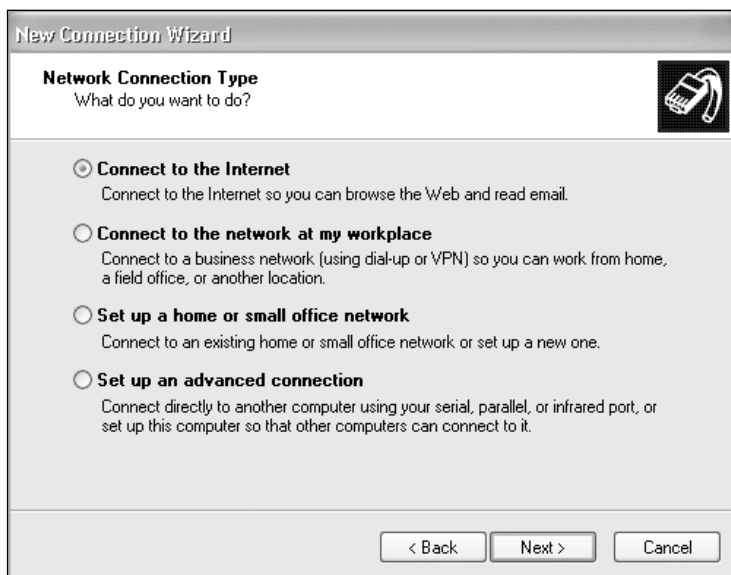 New Connection Wizard
Network Connection Type
What do you want to do?
Connect to the Internet
Connect to the Internet so you can browse the Web and read email.
Connect to the network at my workplace
Connect to a business network (using dial-up or VPN) so you can work from home,
a field office, or another location.
Set up a home or small office network
Connect to an existing home or small office network or set up a new one.
Set up an advanced connection
Connect directly to another computer using your serial, parallel, or infrared port, or
set up this computer so that other computers can connect to it.
< Back Next > Cancel